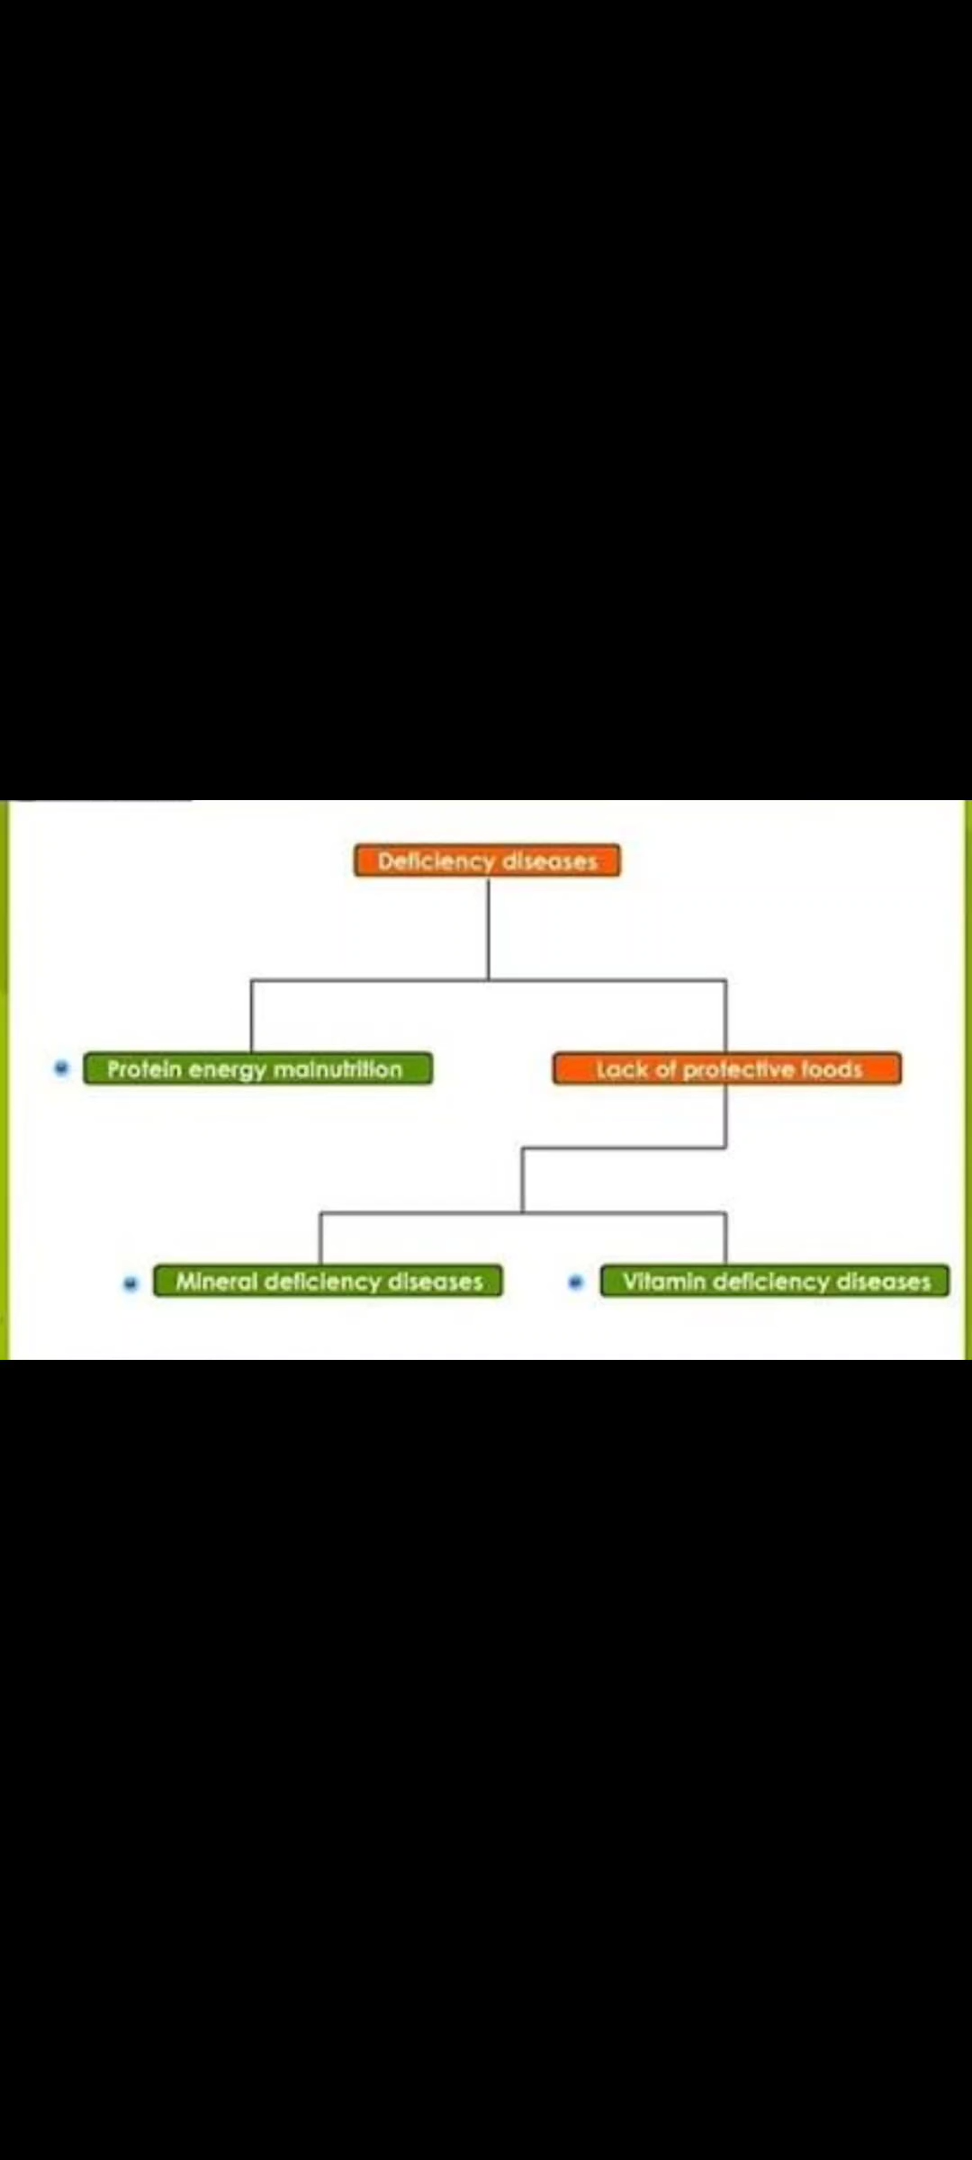 Deficiency diseases
Protein energy malnutrition
Lack of protective foods
Mineral deficiency diseases
Vitamin deficiency diseases